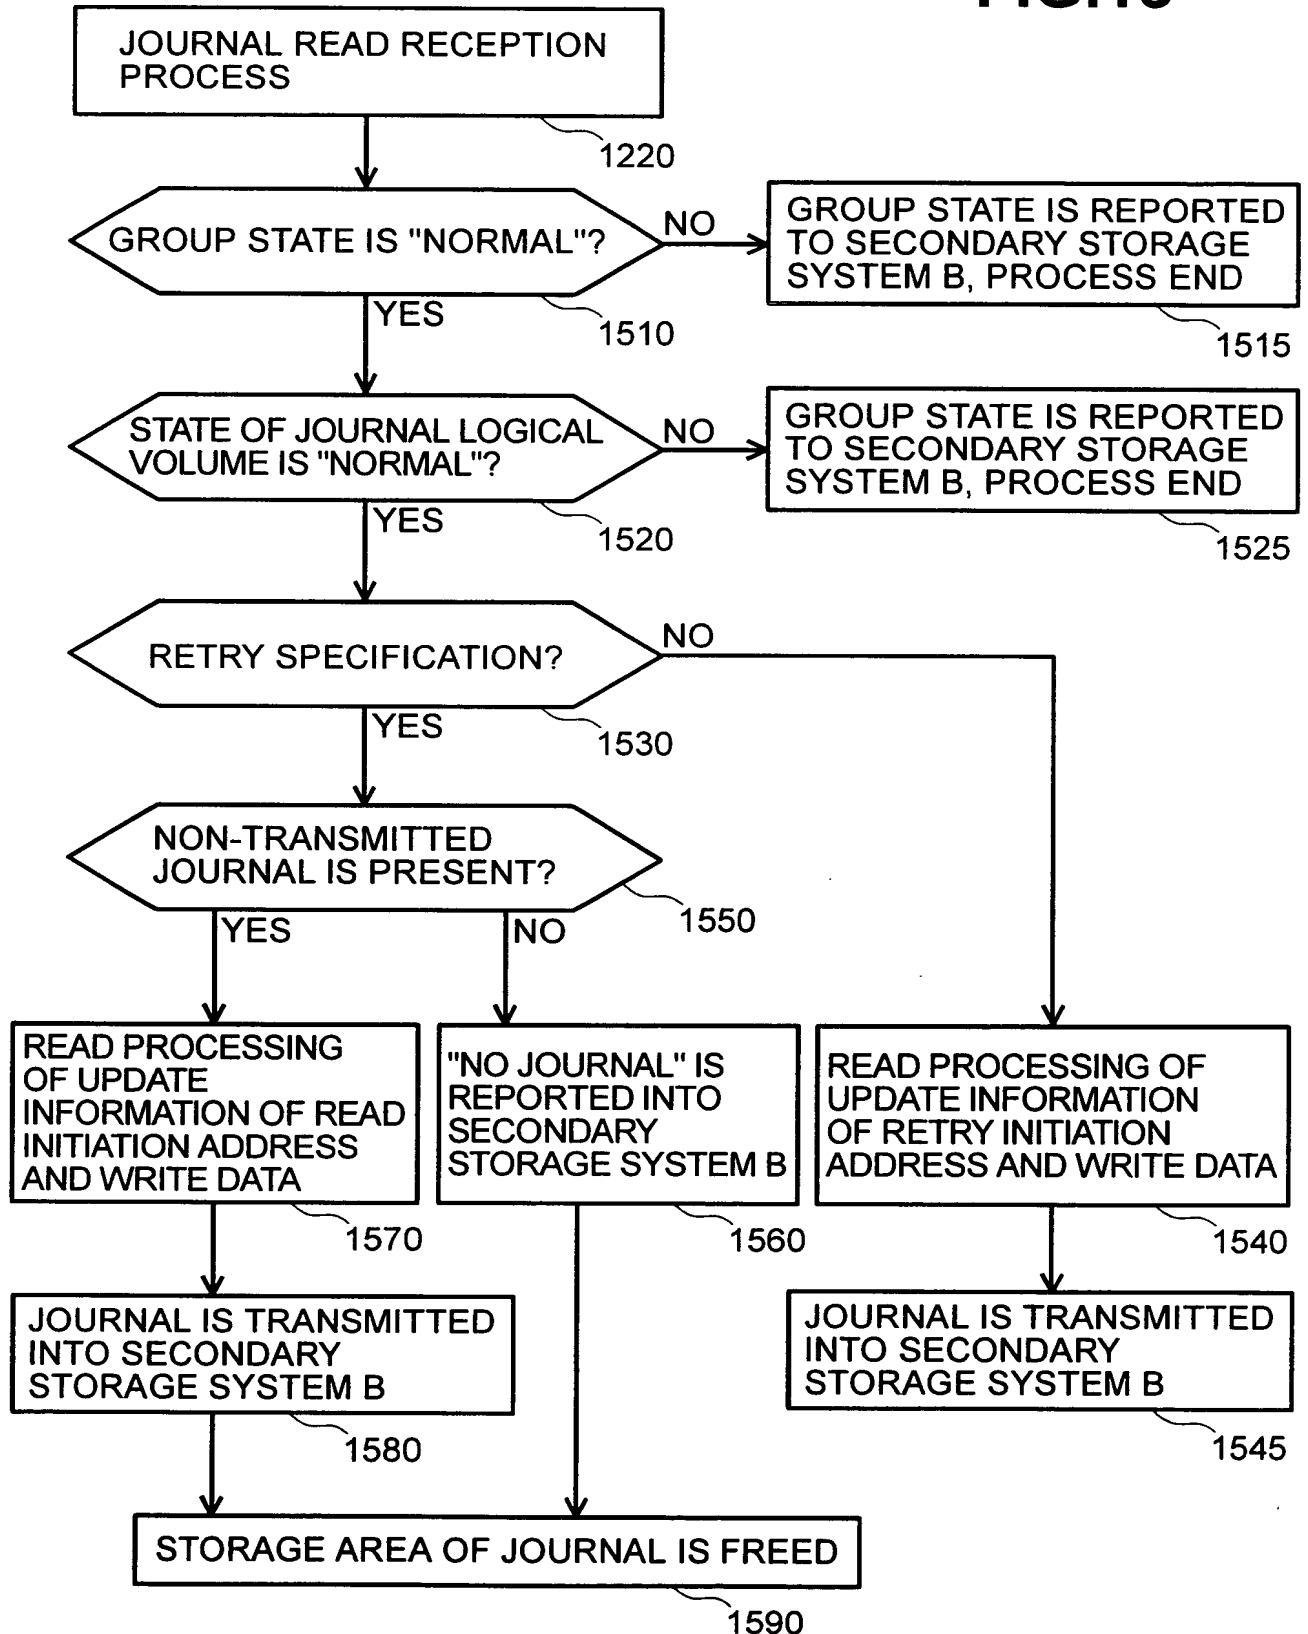 JOURNAL READ RECEPTION
PROCESS
1220
GROUP STATE IS "NORMAL"?
NO
GROUP STATE IS REPORTED
TO SECONDARY STORAGE
SYSTEM B, PROCESS END
YES
1510
1515
STATE OF JOURNAL LOGICAL
VOLUME IS "NORMAL"?
NO
GROUP STATE IS REPORTED
TO SECONDARY STORAGE
SYSTEM B, PROCESS END
YES
1520
1525
RETRY SPECIFICATION?
NO
YES
1530
NON-TRANSMITTED
JOURNAL IS PRESENT?
1550
YES
NO
READ PROCESSING
OF UPDATE
INFORMATION OF READ
INITIATION ADDRESS
AND WRITE DATA
1570
"NO JOURNAL" IS
REPORTED INTO
SECONDARY
STORAGE SYSTEM B
1560
READ PROCESSING OF
UPDATE INFORMATION
OF RETRY INITIATION
ADDRESS AND WRITE DATA
1540
JOURNAL IS TRANSMITTED
INTO SECONDARY
STORAGE SYSTEM B
1580
JOURNAL IS TRANSMITTED
INTO SECONDARY
STORAGE SYSTEM B
1545
STORAGE AREA OF JOURNAL IS FREED
1590